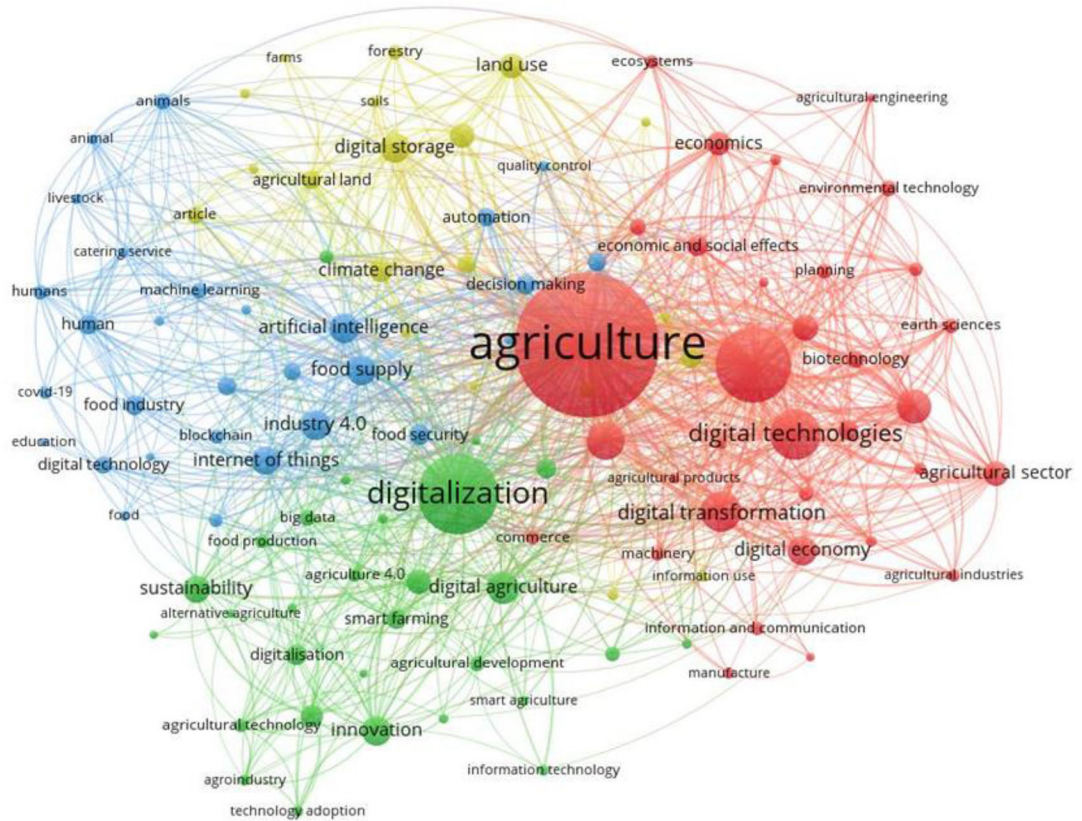 farms
forestry
land use
ecosystems
animals
soils
agricultural engineering
animal
digital storage
economics
quality control
agricultural land
environmental technology
livestock
article
automation
catering service
economic and social effects
climate change
planning
humans
machine learning
decision making
human
artificial intelligence
agriculture
earth sciences
food supply
biotechnology
covid-19
food industry
industry 4.0
blockchain
food security
digital technologies
education
digital technology
internet of things
agricultural products
agricultural sector
digitalization
food
big data
digital transformation
food production
commerce
machinery
digital economy
sustainability
agriculture 4.0
digital agriculture
information use
agricultural industries
alternative agriculture
smart farming
information and communication
digitalisation
agricultural development
manufacture
smart agriculture
agricultural technology
innovation
agroindustry
information technology
technology adoption